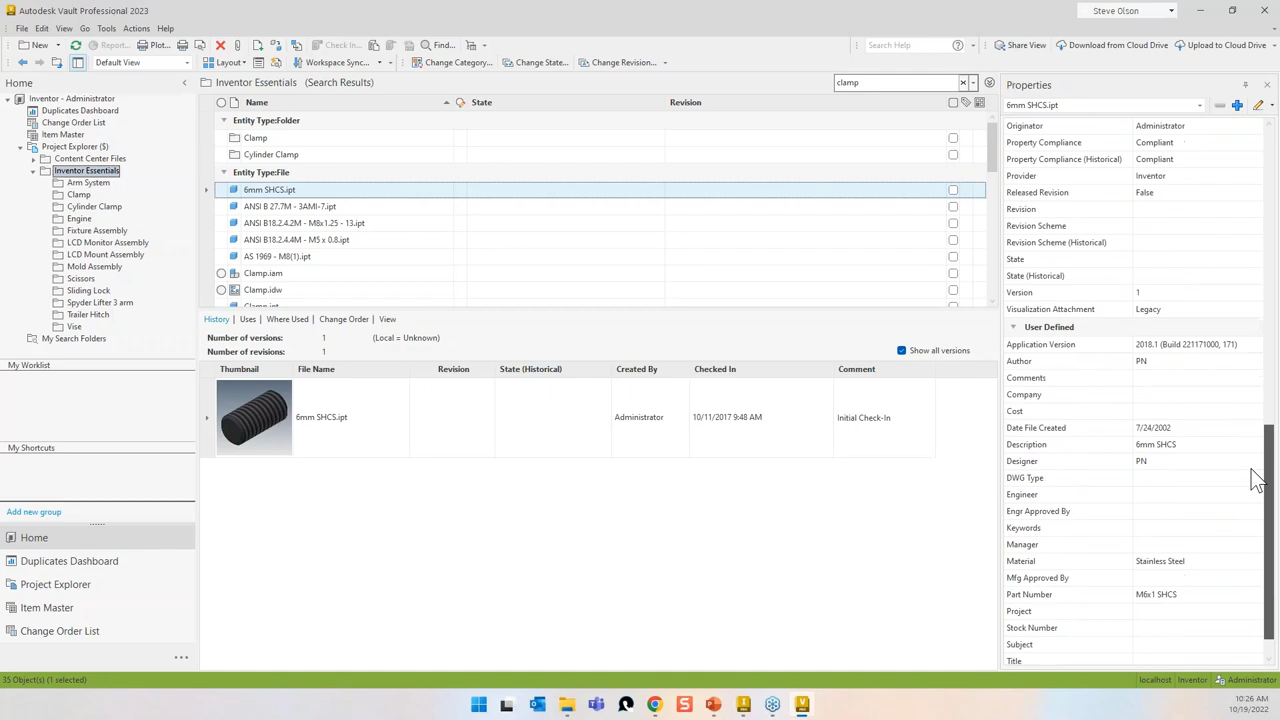 Autodesk Vault Professional 2023
Steve Olson
File Edit View Go Tools Actions Help
New Report... Plot... Check In... Find... Search Help Share View Download from Cloud Drive Upload to Cloud Drive
Default View Layout Workspace Sync... Change Category... Change State... Change Revision...
Home
Inventor - Administrator
Duplicates Dashboard
Change Order List
Item Master
Project Explorer ($)
Content Center Files
Inventor Essentials
Arm System
Clamp
Cylinder Clamp
Engine
Fixture Assembly
LCD Monitor Assembly
LCD Mount Assembly
Mold Assembly
Scissors
Sliding Lock
Spyder Lifter 3 arm
Trailer Hitch
Vise
My Search Folders
My Worklist
My Shortcuts
Add new group
Home
Duplicates Dashboard
Project Explorer
Item Master
Change Order List
Inventor Essentials (Search Results)
clamp
Name State Revision
Entity Type:Folder
Clamp
Cylinder Clamp
Entity Type:File
6mm SHCS.ipt
ANSI B 27.7M - 3AMI-7.ipt
ANSI B18.2.4.2M - M8x1.25 - 13.ipt
ANSI B18.2.4.4M - M5 x 0.8.ipt
AS 1969 - M8(1).ipt
Clamp.iam
Clamp.idw
Clamp.ipt
History Uses Where Used Change Order View
Number of versions: 1 (Local = Unknown)
Number of revisions: 1
Show all versions
Thumbnail File Name Revision State (Historical) Created By Checked In Comment
6mm SHCS.ipt Administrator 10/11/2017 9:48 AM Initial Check-In
Properties
6mm SHCS.ipt
Originator Administrator
Property Compliance Compliant
Property Compliance (Historical) Compliant
Provider Inventor
Released Revision False
Revision
Revision Scheme
Revision Scheme (Historical)
State
State (Historical)
Version 1
Visualization Attachment Legacy
User Defined
Application Version 2018.1 (Build 221171000, 171)
Author PN
Comments
Company
Cost
Date File Created 7/24/2002
Description 6mm SHCS
Designer PN
DWG Type
Engineer
Engr Approved By
Keywords
Manager
Material Stainless Steel
Mfg Approved By
Part Number M6x1 SHCS
Project
Stock Number
Subject
Title
35 Object(s) (1 selected)
localhost Inventor Administrator
10:26 AM
10/19/2022